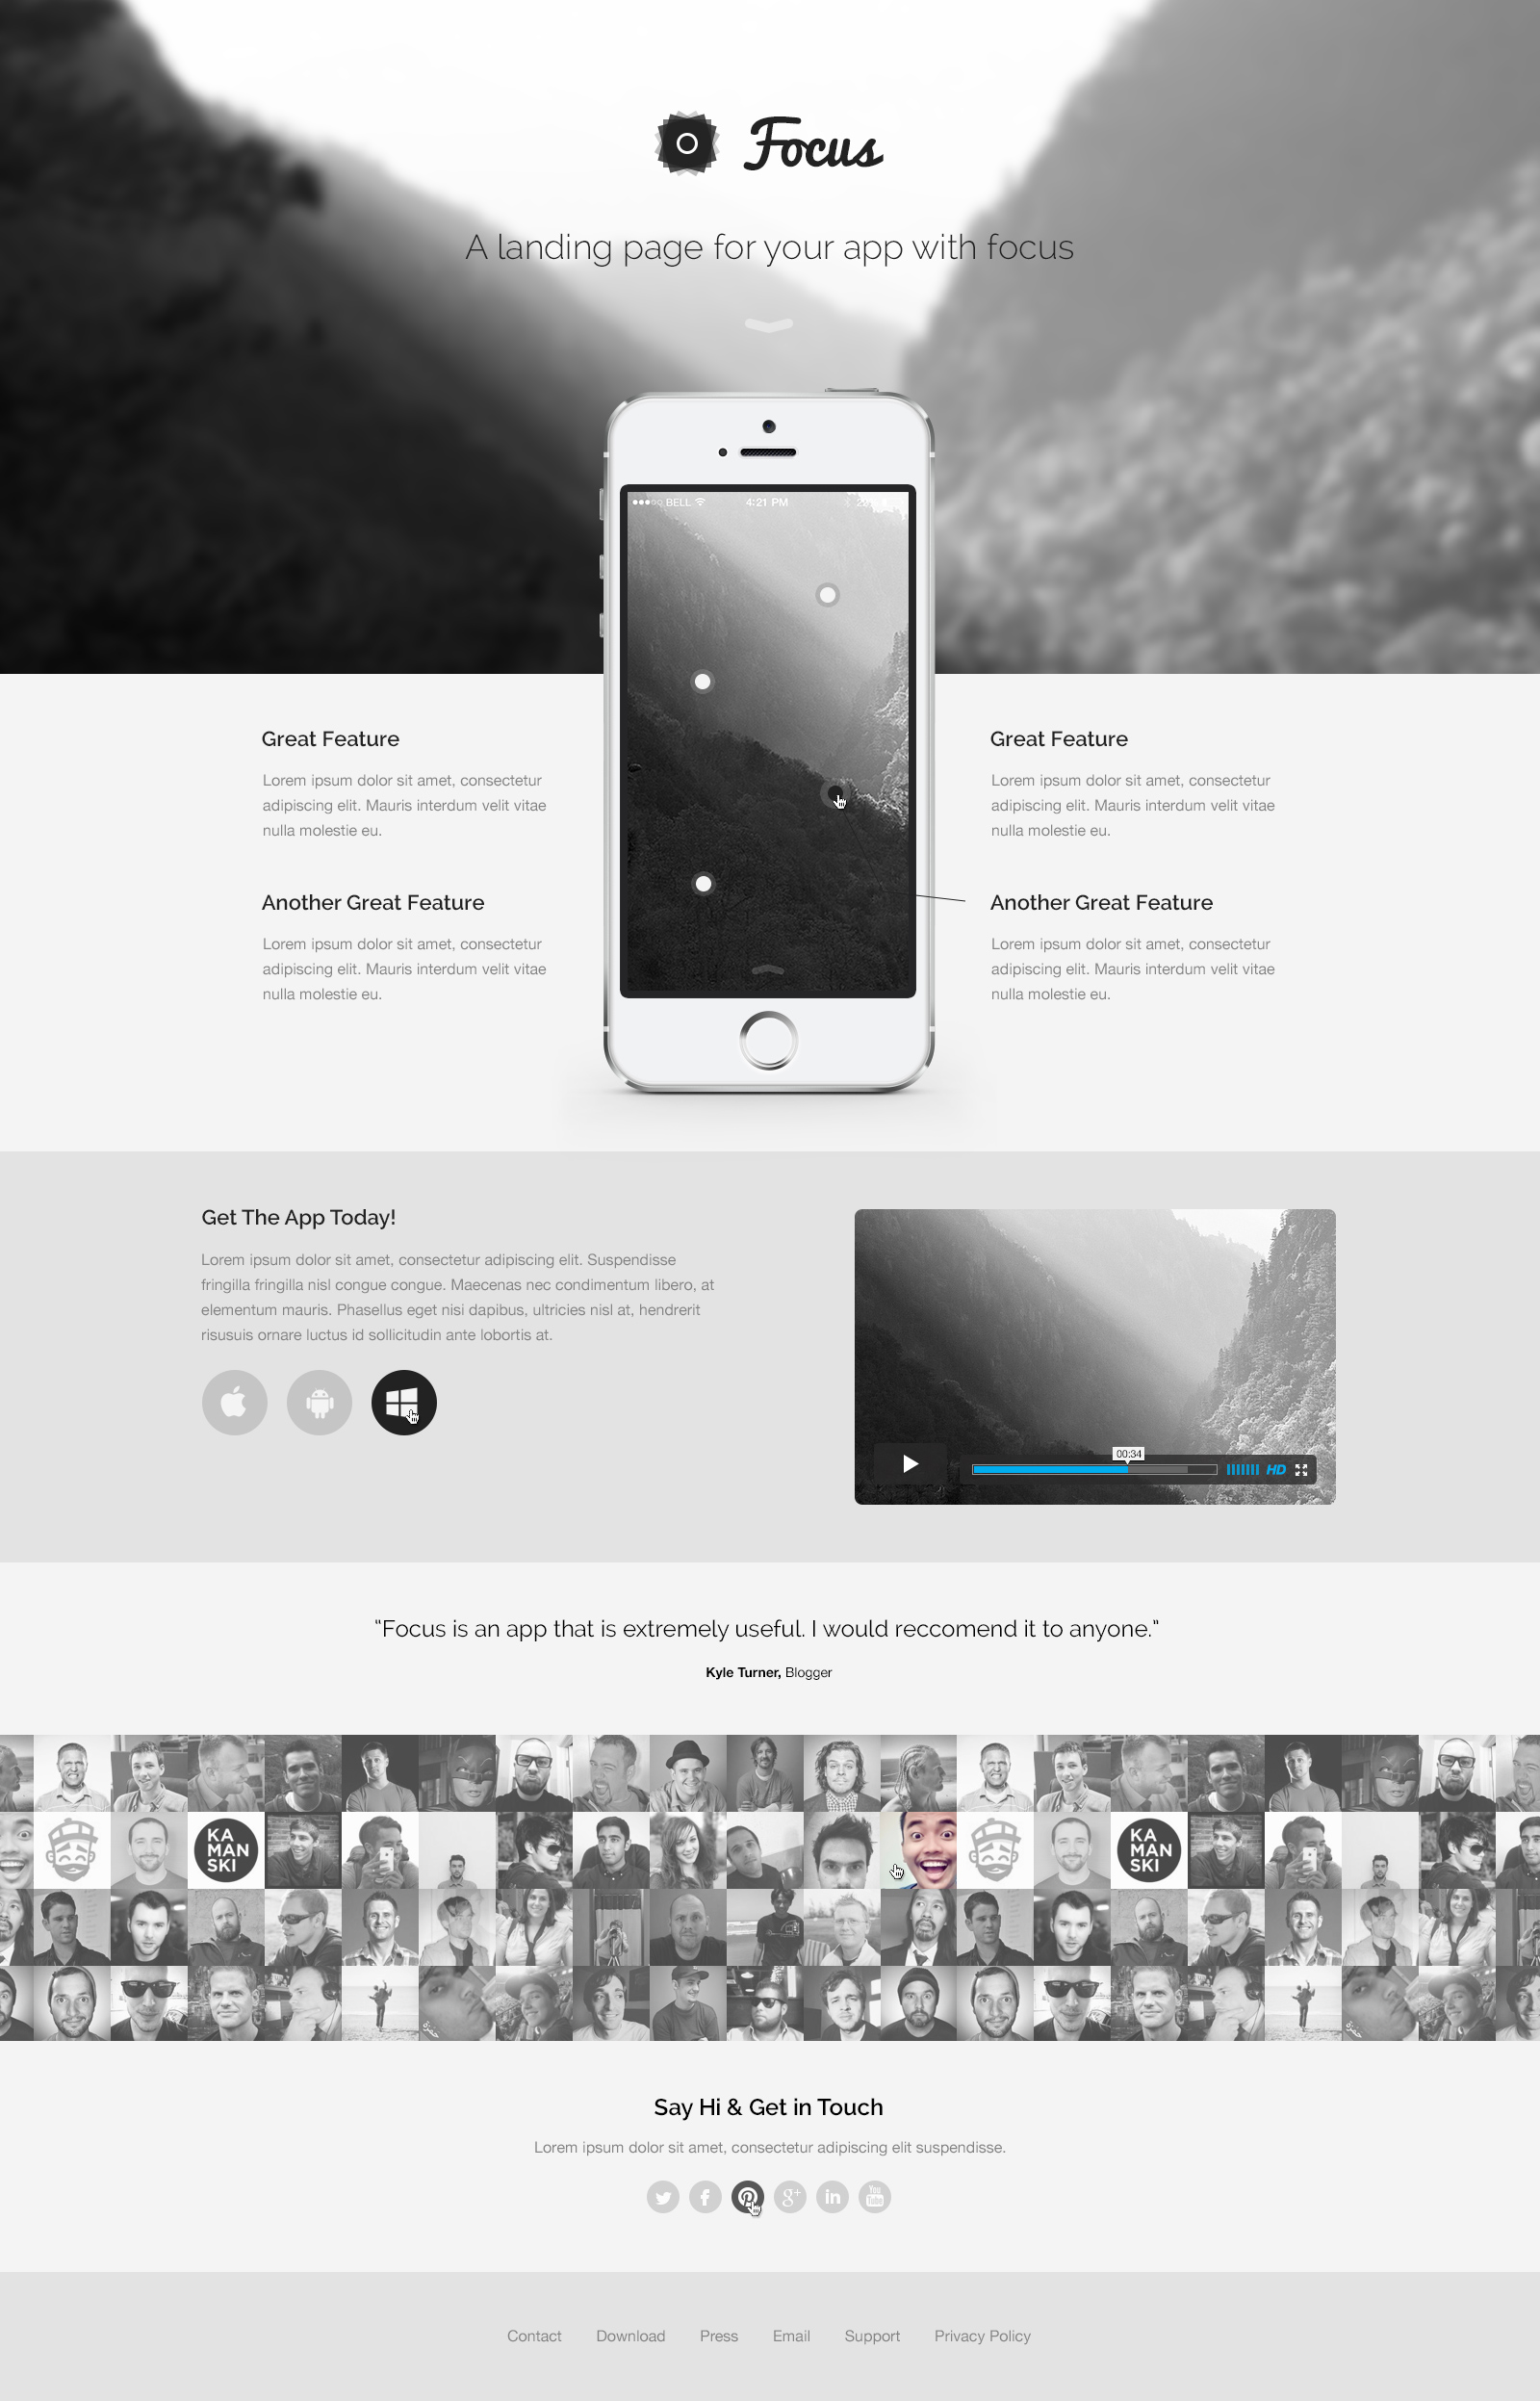 Focus
A landing page for your app with focus
BELL 4:21 PM
Great Feature
Lorem ipsum dolor sit amet, consectetur
adipiscing elit. Mauris interdum velit vitae
nulla molestie eu.
Another Great Feature
Lorem ipsum dolor sit amet, consectetur
adipiscing elit. Mauris interdum velit vitae
nulla molestie eu.
Great Feature
Lorem ipsum dolor sit amet, consectetur
adipiscing elit. Mauris interdum velit vitae
nulla molestie eu.
Another Great Feature
Lorem ipsum dolor sit amet, consectetur
adipiscing elit. Mauris interdum velit vitae
nulla molestie eu.
Get The App Today!
Lorem ipsum dolor sit amet, consectetur adipiscing elit. Suspendisse
fringilla fringilla nisl congue congue. Maecenas nec condimentum libero, at
elementum mauris. Phasellus eget nisi dapibus, ultricies nisl at, hendrerit
risusuis ornare luctus id sollicitudin ante lobortis at.
00:34
HD
“Focus is an app that is extremely useful. I would reccomend it to anyone.”
Kyle Turner, Blogger
KA
MAN
SKI
KA
MAN
SKI
حمزة
حمزة
Say Hi & Get in Touch
Lorem ipsum dolor sit amet, consectetur adipiscing elit suspendisse.
f g+ in You Tube
Contact Download Press Email Support Privacy Policy